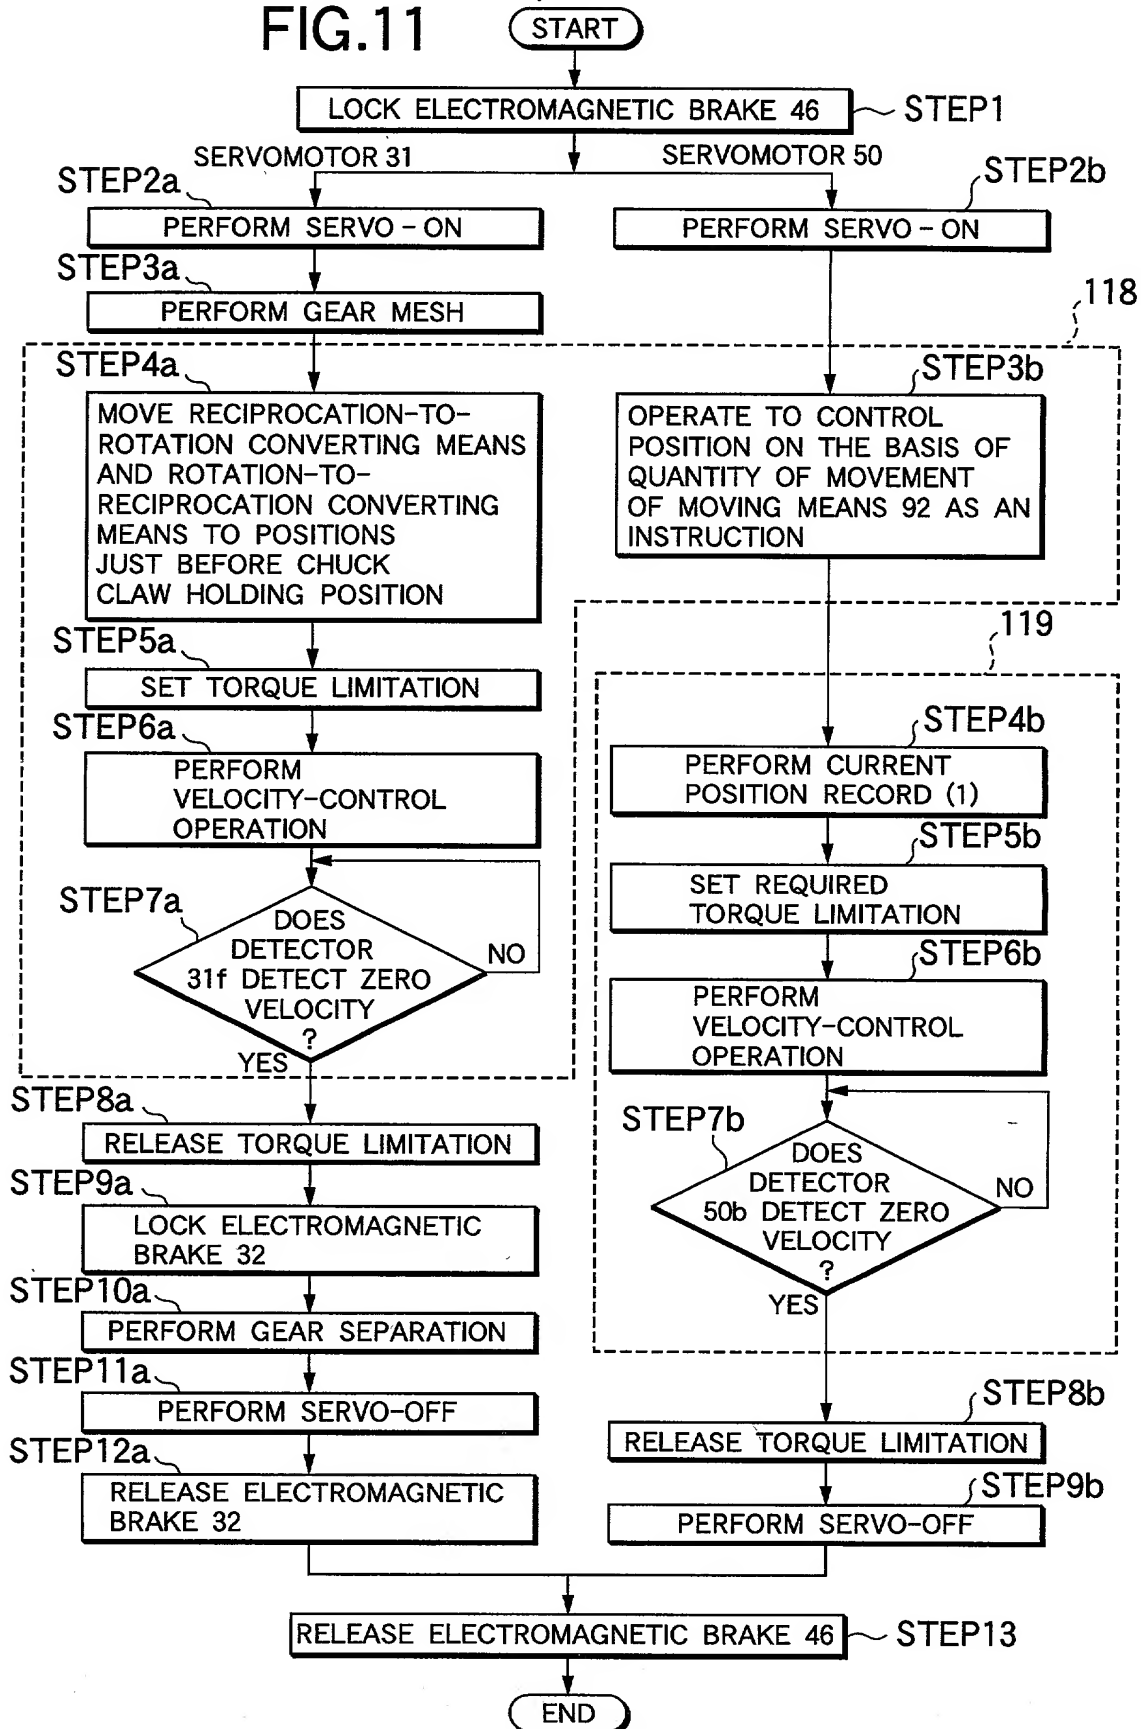 FIG.11
START
LOCK ELECTROMAGNETIC BRAKE 46
STEP1
SERVOMOTOR 31
SERVOMOTOR 50
STEP2a
PERFORM SERVO-ON
STEP2b
PERFORM SERVO-ON
STEP3a
PERFORM GEAR MESH
118
STEP4a
MOVE RECIPROCATION-TO-
ROTATION CONVERTING MEANS
AND ROTATION-TO-
RECIPROCATION CONVERTING
MEANS TO POSITIONS
JUST BEFORE CHUCK
CLAW HOLDING POSITION
STEP3b
OPERATE TO CONTROL
POSITION ON THE BASIS OF
QUANTITY OF MOVEMENT
OF MOVING MEANS 92 AS AN
INSTRUCTION
STEP5a
SET TORQUE LIMITATION
119
STEP6a
PERFORM
VELOCITY-CONTROL
OPERATION
STEP4b
PERFORM CURRENT
POSITION RECORD (1)
STEP5b
SET REQUIRED
TORQUE LIMITATION
STEP7a
DOES
DETECTOR
31f DETECT ZERO
VELOCITY
?
NO
YES
STEP6b
PERFORM
VELOCITY-CONTROL
OPERATION
STEP8a
RELEASE TORQUE LIMITATION
STEP7b
DOES
DETECTOR
50b DETECT ZERO
VELOCITY
?
NO
YES
STEP9a
LOCK ELECTROMAGNETIC
BRAKE 32
STEP10a
PERFORM GEAR SEPARATION
STEP11a
PERFORM SERVO-OFF
STEP8b
RELEASE TORQUE LIMITATION
STEP12a
RELEASE ELECTROMAGNETIC
BRAKE 32
STEP9b
PERFORM SERVO-OFF
RELEASE ELECTROMAGNETIC BRAKE 46
STEP13
END